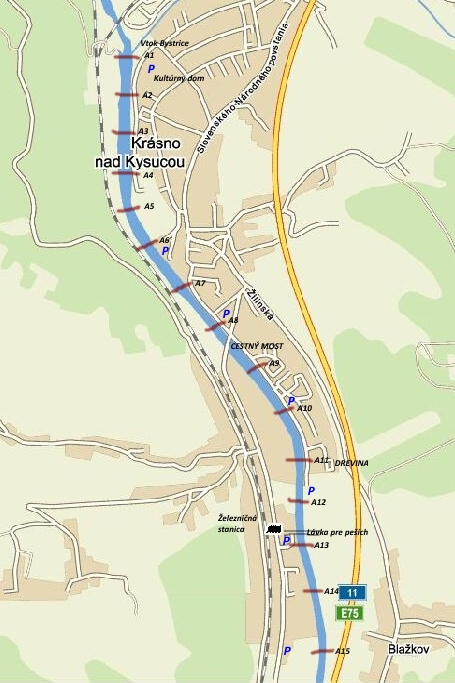 Vtok Bystrice
A1
P
Kultúrny dom
A2
Slovenského Národného povstania
A3
Krásno
nad Kysucou
A4
A5
A6
P
A7
Žilinská
P
A8
CESTNÝ MOST
A9
P
A10
A11
DREVINA
P
A12
Železničná
stanica
Lávka pre peších
P
A13
A14
11
E75
Blažkov
P
A15